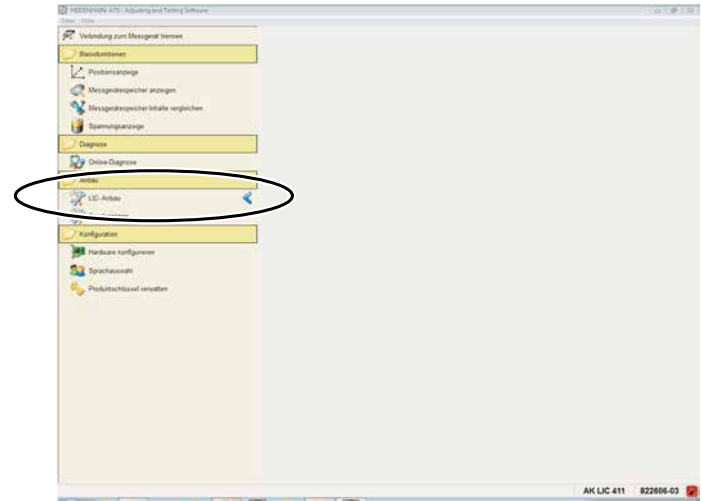 HEIDENHAIN ATS - Adjusting and Testing Software
Datei Hilfe
Verbindung zum Messgerät trennen
Basisfunktionen
Positionsanzeige
Messgerätespeicher anzeigen
Messgerätespeicher-Inhalte vergleichen
Spannungsanzeige
Diagnose
Online-Diagnose
Anbau
LIC-Anbau
Konfiguration
Hardware konfigurieren
Sprachauswahl
Produktschlüssel verwalten
AK LIC 411 822606-03